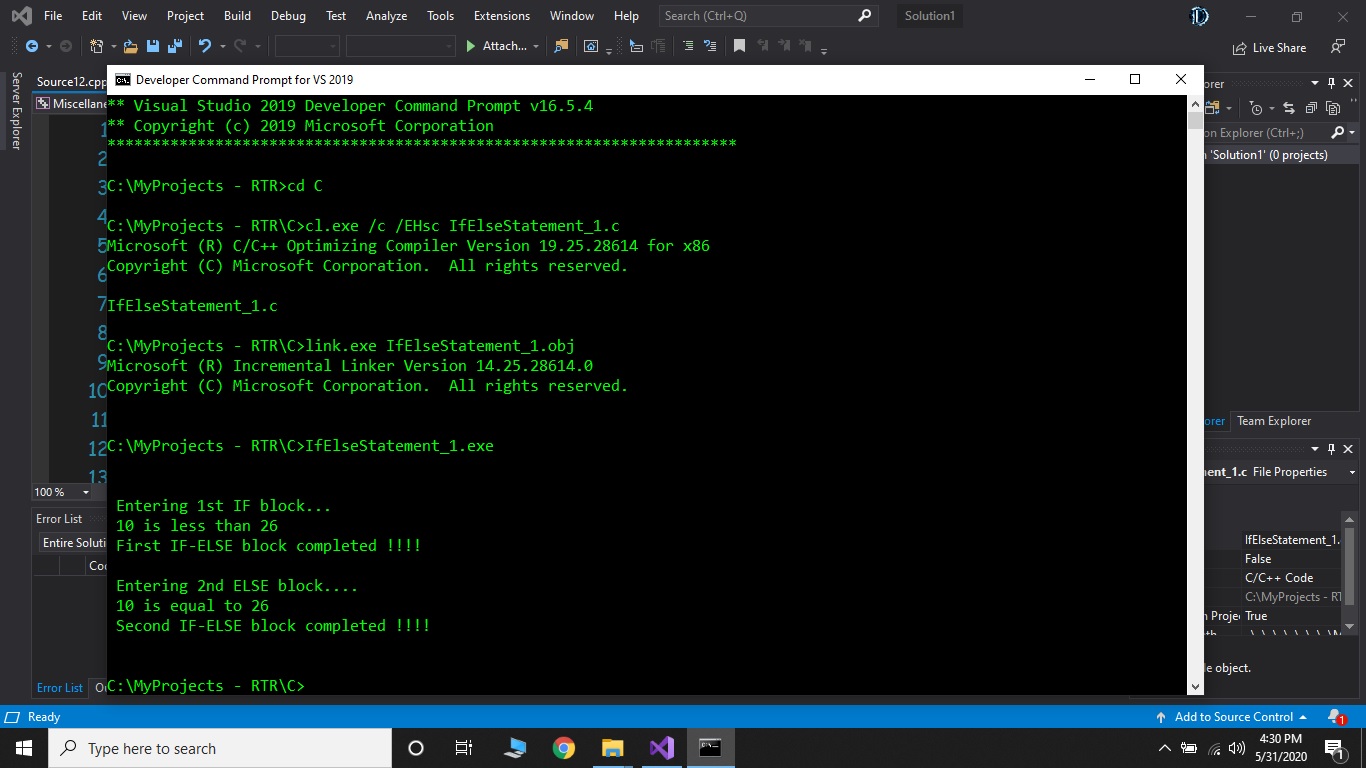 File Edit View Project Build Debug Test Analyze Tools Extensions Window Help Search (Ctrl+Q) Solution1
Attach... Live Share
Server Explorer
Source12.cpp
Miscellane
1
2
3
4
5
6
7
8
9
10
11
12
13
100 %
Error List
Entire Soluti
Error List
Developer Command Prompt for VS 2019
** Visual Studio 2019 Developer Command Prompt v16.5.4
** Copyright (c) 2019 Microsoft Corporation
**********************************************************************
C:\MyProjects - RTR>cd C
C:\MyProjects - RTR\C>cl.exe /c /EHsc IfElseStatement_1.c
Microsoft (R) C/C++ Optimizing Compiler Version 19.25.28614 for x86
Copyright (C) Microsoft Corporation.  All rights reserved.
IfElseStatement_1.c
C:\MyProjects - RTR\C>link.exe IfElseStatement_1.obj
Microsoft (R) Incremental Linker Version 14.25.28614.0
Copyright (C) Microsoft Corporation.  All rights reserved.
C:\MyProjects - RTR\C>IfElseStatement_1.exe
Entering 1st IF block...
10 is less than 26
First IF-ELSE block completed !!!!
Entering 2nd ELSE block....
10 is equal to 26
Second IF-ELSE block completed !!!!
C:\MyProjects - RTR\C>
orer
on Explorer (Ctrl+;)
'Solution1' (0 projects)
orer Team Explorer
ent_1.c File Properties
IfElseStatement_1.
False
C/C++ Code
C:\MyProjects - RT
Projec True
e object.
Ready Add to Source Control 1
Type here to search
4:30 PM
5/31/2020
1